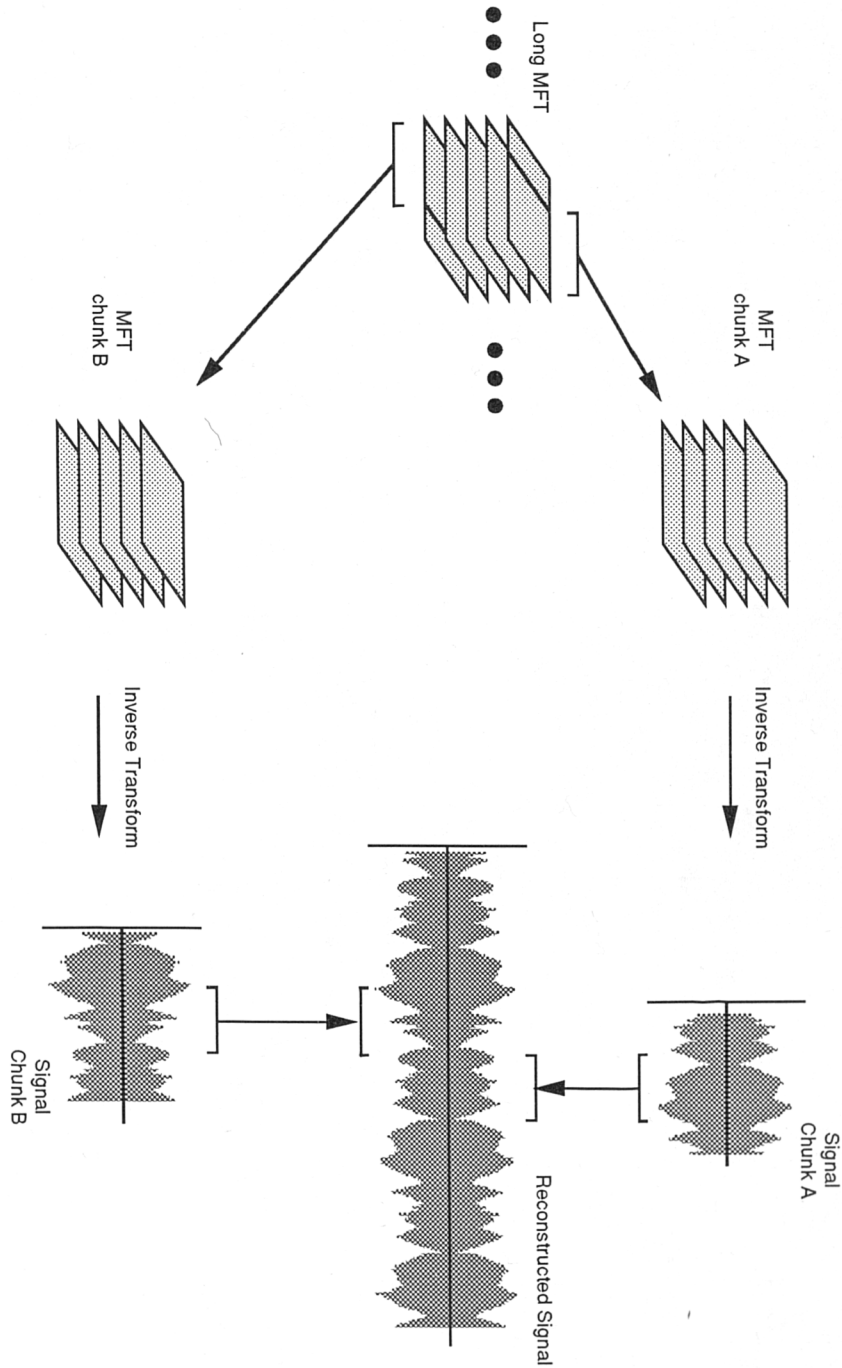 MFT
chunk A
Inverse Transform
Signal
Chunk A
Long MFT
Reconstructed Signal
MFT
chunk B
Inverse Transform
Signal
Chunk B